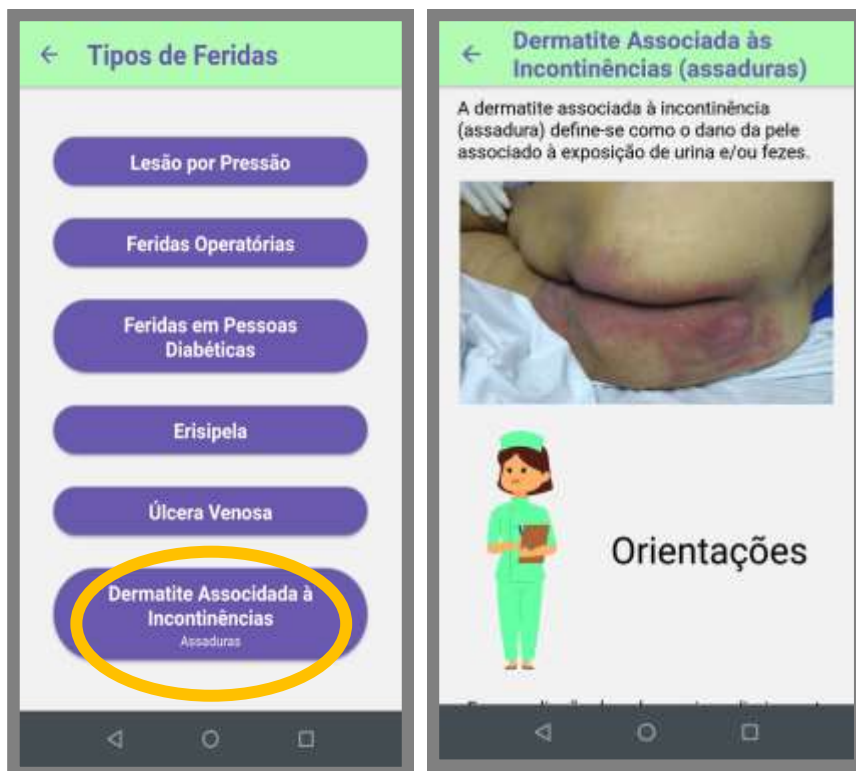 Tipos de Feridas
Lesão por Pressão
Feridas Operatórias
Feridas em Pessoas
Diabéticas
Erisipela
Úlcera Venosa
Dermatite Associdada à
Incontinências
Assaduras
Dermatite Associada às
Incontinências (assaduras)
A dermatite associada à incontinência
(assadura) define-se como o dano da pele
associado à exposição de urina e/ou fezes.
Orientações